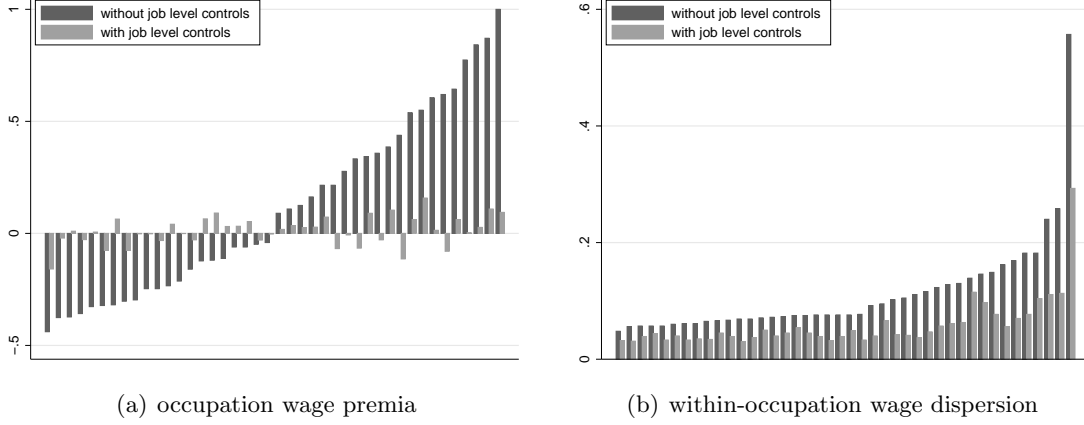 1
.5
0
-.5
without job level controls
with job level controls
(a) occupation wage premia
.6
.4
.2
0
without job level controls
with job level controls
(b) within-occupation wage dispersion